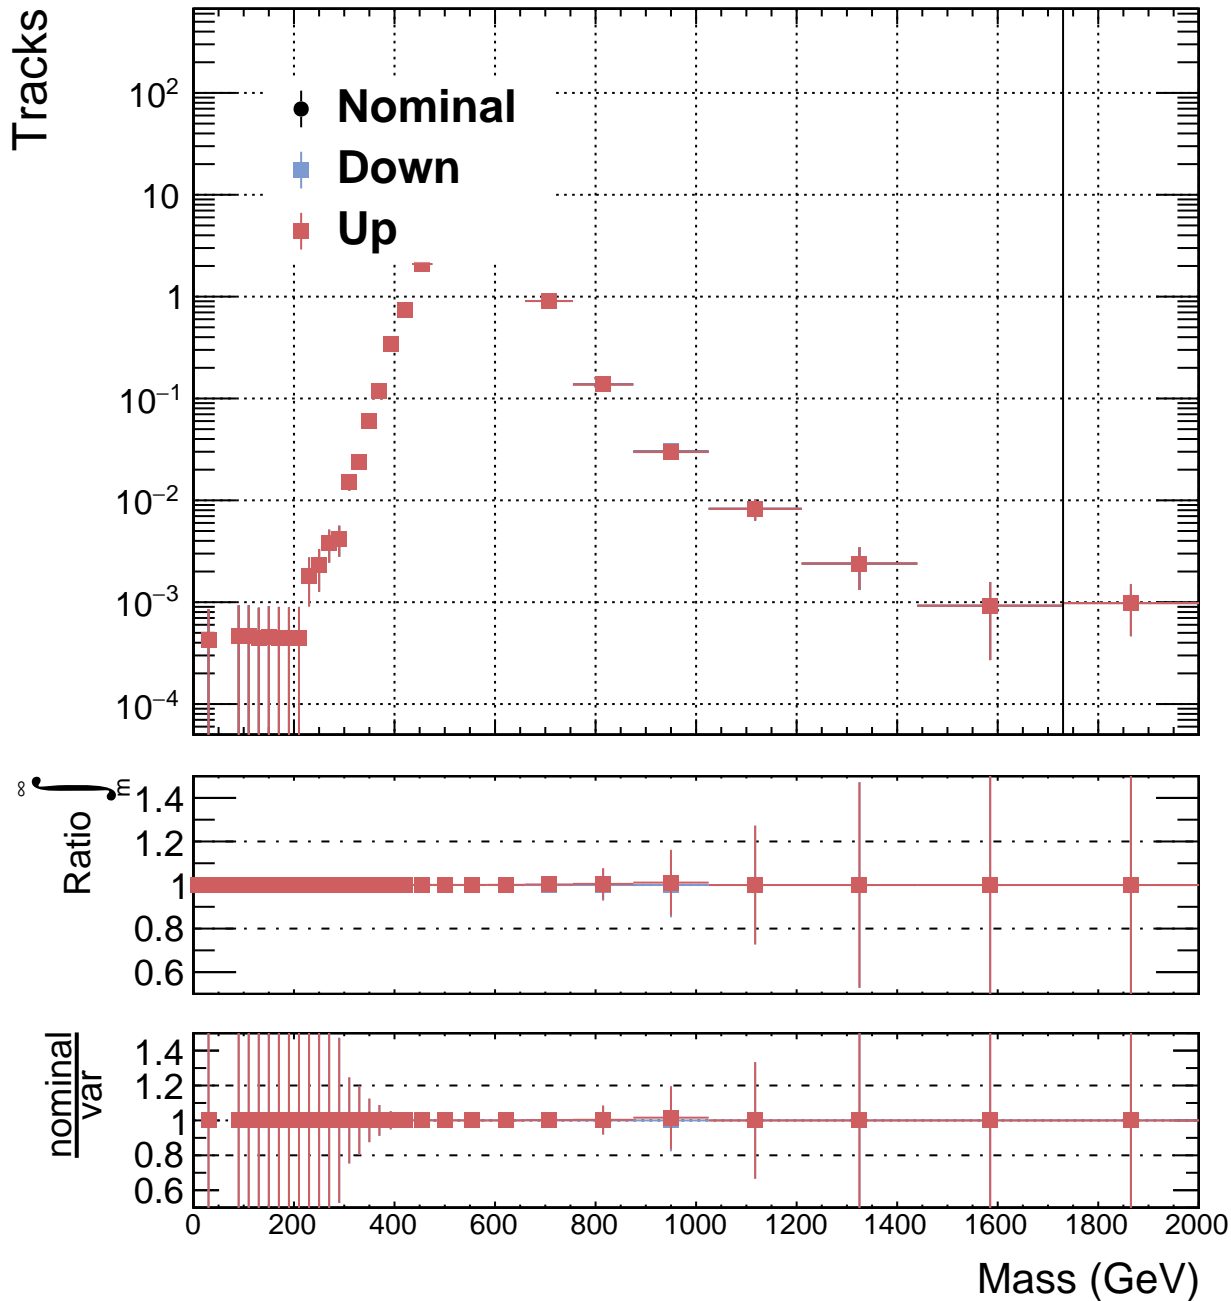 Tracks
10²
10
1
10⁻¹
10⁻²
10⁻³
10⁻⁴
Nominal
Down
Up
Ratio ∫m∞
1.4
1.2
1
0.8
0.6
nominal
var
1.4
1.2
1
0.8
0.6
0 200 400 600 800 1000 1200 1400 1600 1800 2000
Mass (GeV)